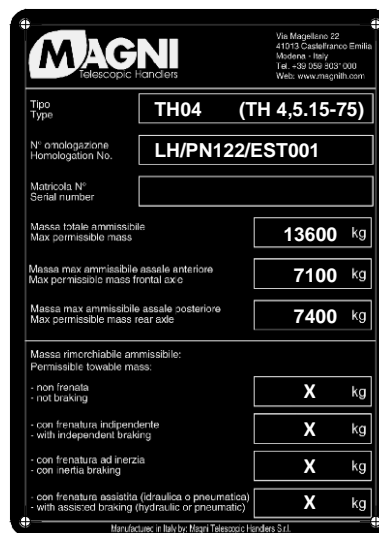 MAGNI
Telescopic Handlers
Via Magellano 22
41013 Castelfranco Emilia
Modena - Italy
Tel. +39 059 8031000
Web: www.magnith.com
Tipo
Type
TH04 (TH 4,5.15-75)
N° omologazione
Homologation No.
LH/PN122/EST001
Matricola N°
Serial number
Massa totale ammissibile
Max permissible mass
13600 kg
Massa max ammissibile assale anteriore
Max permissible mass frontal axle
7100 kg
Massa max ammissibile assale posteriore
Max permissible mass rear axle
7400 kg
Massa rimorchiabile ammissibile:
Permissible towable mass:
- non frenata
- not braking
X kg
- con frenatura indipendente
- with independent braking
X kg
- con frenatura ad inerzia
- con inertia braking
X kg
- con frenatura assistita (idraulica o pneumatica)
- with assisted braking (hydraulic or pneumatic)
X kg
Manufactured in Italy by: Magni Telescopic Handlers S.r.l.